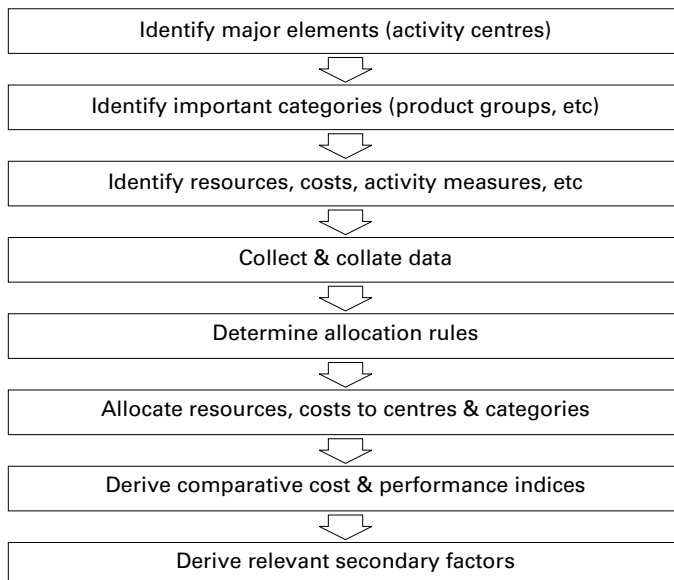 Identify major elements (activity centres)
Identify important categories (product groups, etc)
Identify resources, costs, activity measures, etc
Collect & collate data
Determine allocation rules
Allocate resources, costs to centres & categories
Derive comparative cost & performance indices
Derive relevant secondary factors